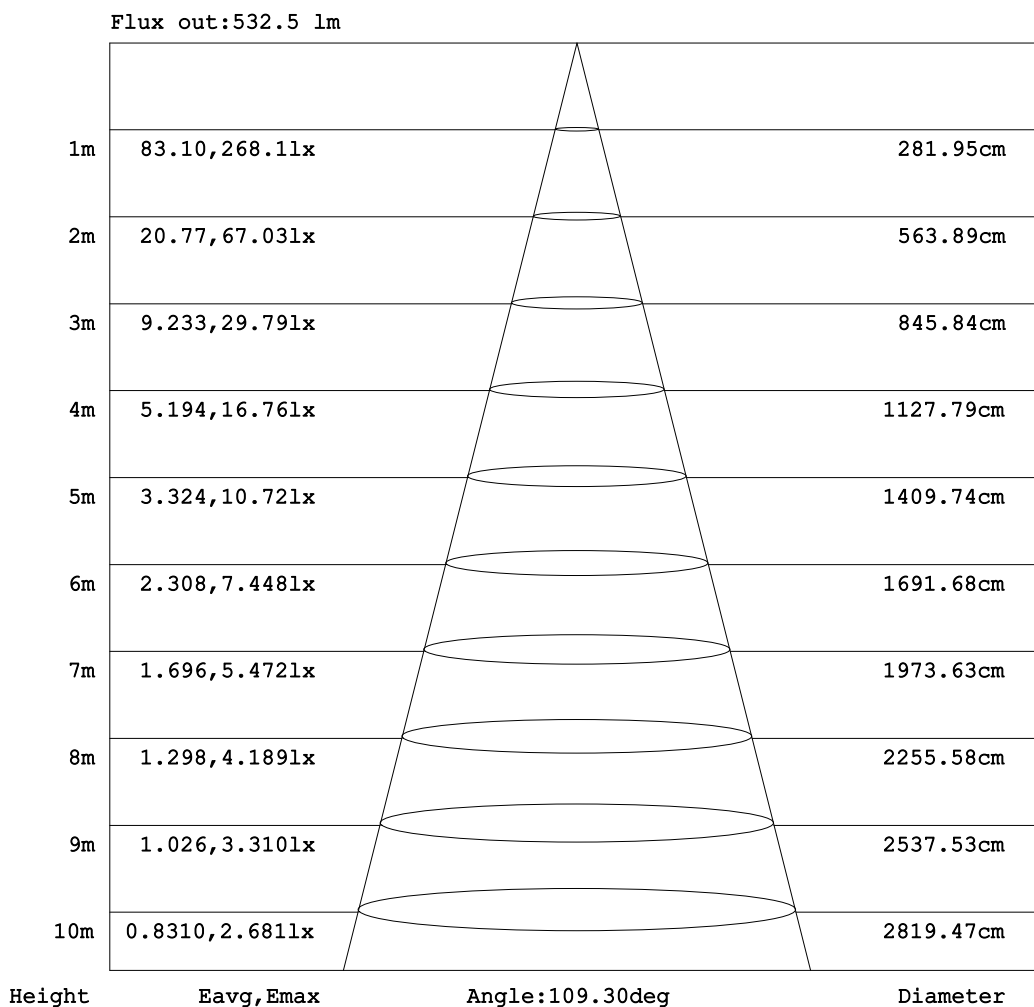 Flux out:532.5 lm
1m 83.10,268.1lx 281.95cm
2m 20.77,67.03lx 563.89cm
3m 9.233,29.79lx 845.84cm
4m 5.194,16.76lx 1127.79cm
5m 3.324,10.72lx 1409.74cm
6m 2.308,7.448lx 1691.68cm
7m 1.696,5.472lx 1973.63cm
8m 1.298,4.189lx 2255.58cm
9m 1.026,3.310lx 2537.53cm
10m 0.8310,2.681lx 2819.47cm
Height Eavg,Emax Angle:109.30deg Diameter